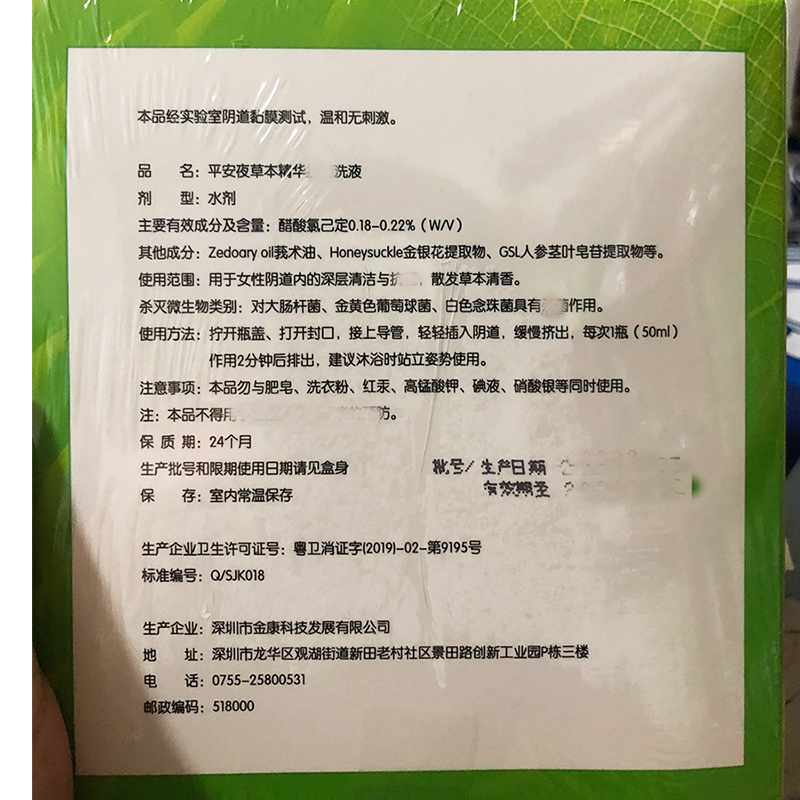 本品经实验室阴道黏膜测试，温和无刺激。
品 名：平安夜草本精华 洗液
剂 型：水剂
主要有效成分及含量：醋酸氯己定0.18-0.22%（W/V）
其他成分：Zedoary oil莪术油、Honeysuckle金银花提取物、GSL人参茎叶皂苷提取物等。
使用范围：用于女性阴道内的深层清洁与抗 ，散发草本清香。
杀灭微生物类别：对大肠杆菌、金黄色葡萄球菌、白色念珠菌具有 作用。
使用方法：拧开瓶盖、打开封口，接上导管，轻轻插入阴道，缓慢挤出，每次1瓶（50ml）
作用2分钟后排出，建议沐浴时站立姿势使用。
注意事项：本品勿与肥皂、洗衣粉、红汞、高锰酸钾、碘液、硝酸银等同时使用。
注：本品不得用 防。
保 质 期：24个月
生产批号和限期使用日期请见盒身
批号/生产日期
有效期至
保 存：室内常温保存
生产企业卫生许可证号：粤卫消证字(2019)-02-第9195号
标准编号：Q/SJK018
生产企业：深圳市金康科技发展有限公司
地 址：深圳市龙华区观湖街道新田老村社区景田路创新工业园P栋三楼
电 话：0755-25800531
邮政编码：518000